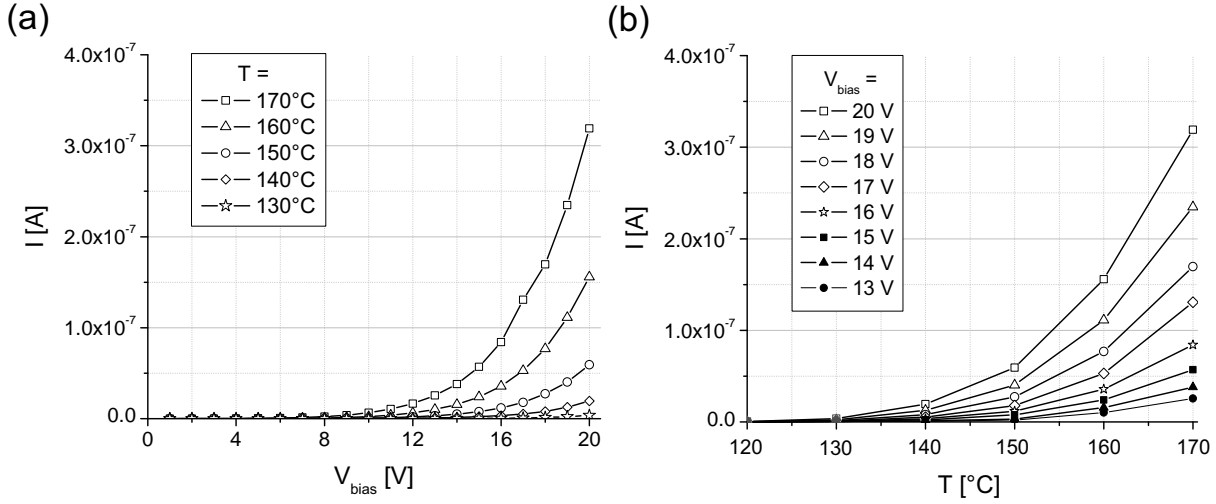 (a)
4.0x10-7
3.0x10-7
2.0x10-7
1.0x10-7
0.0
I [A]
T =
170°C
160°C
150°C
140°C
130°C
0 4 8 12 16 20
Vbias [V]
(b)
4.0x10-7
3.0x10-7
2.0x10-7
1.0x10-7
0.0
I [A]
Vbias =
20 V
19 V
18 V
17 V
16 V
15 V
14 V
13 V
120 130 140 150 160 170
T [°C]